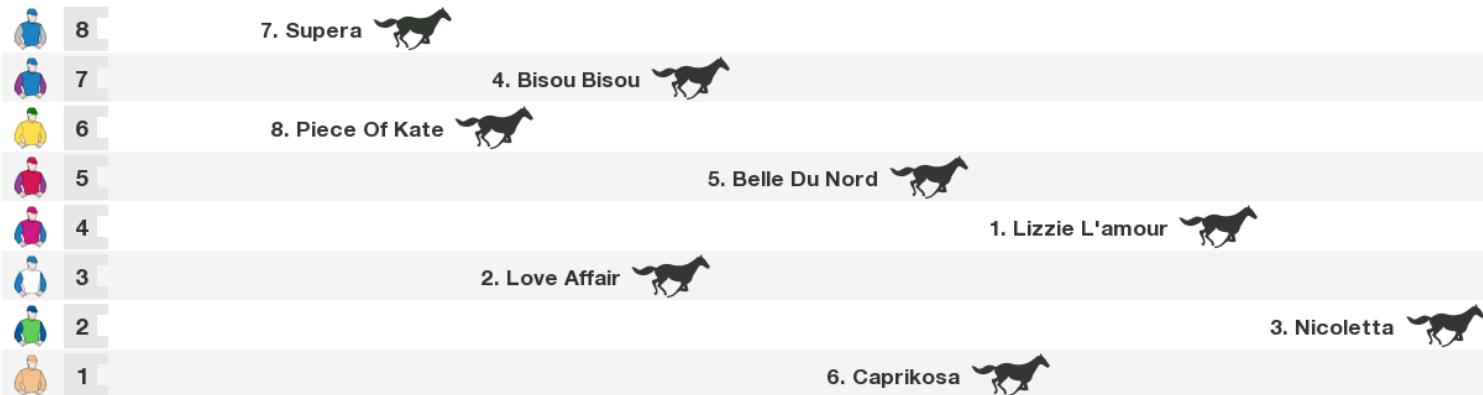 8 7. Supera
7 4. Bisou Bisou
6 8. Piece Of Kate
5 5. Belle Du Nord
4 1. Lizzie L'amour
3 2. Love Affair
2 3. Nicoletta
1 6. Caprikosa